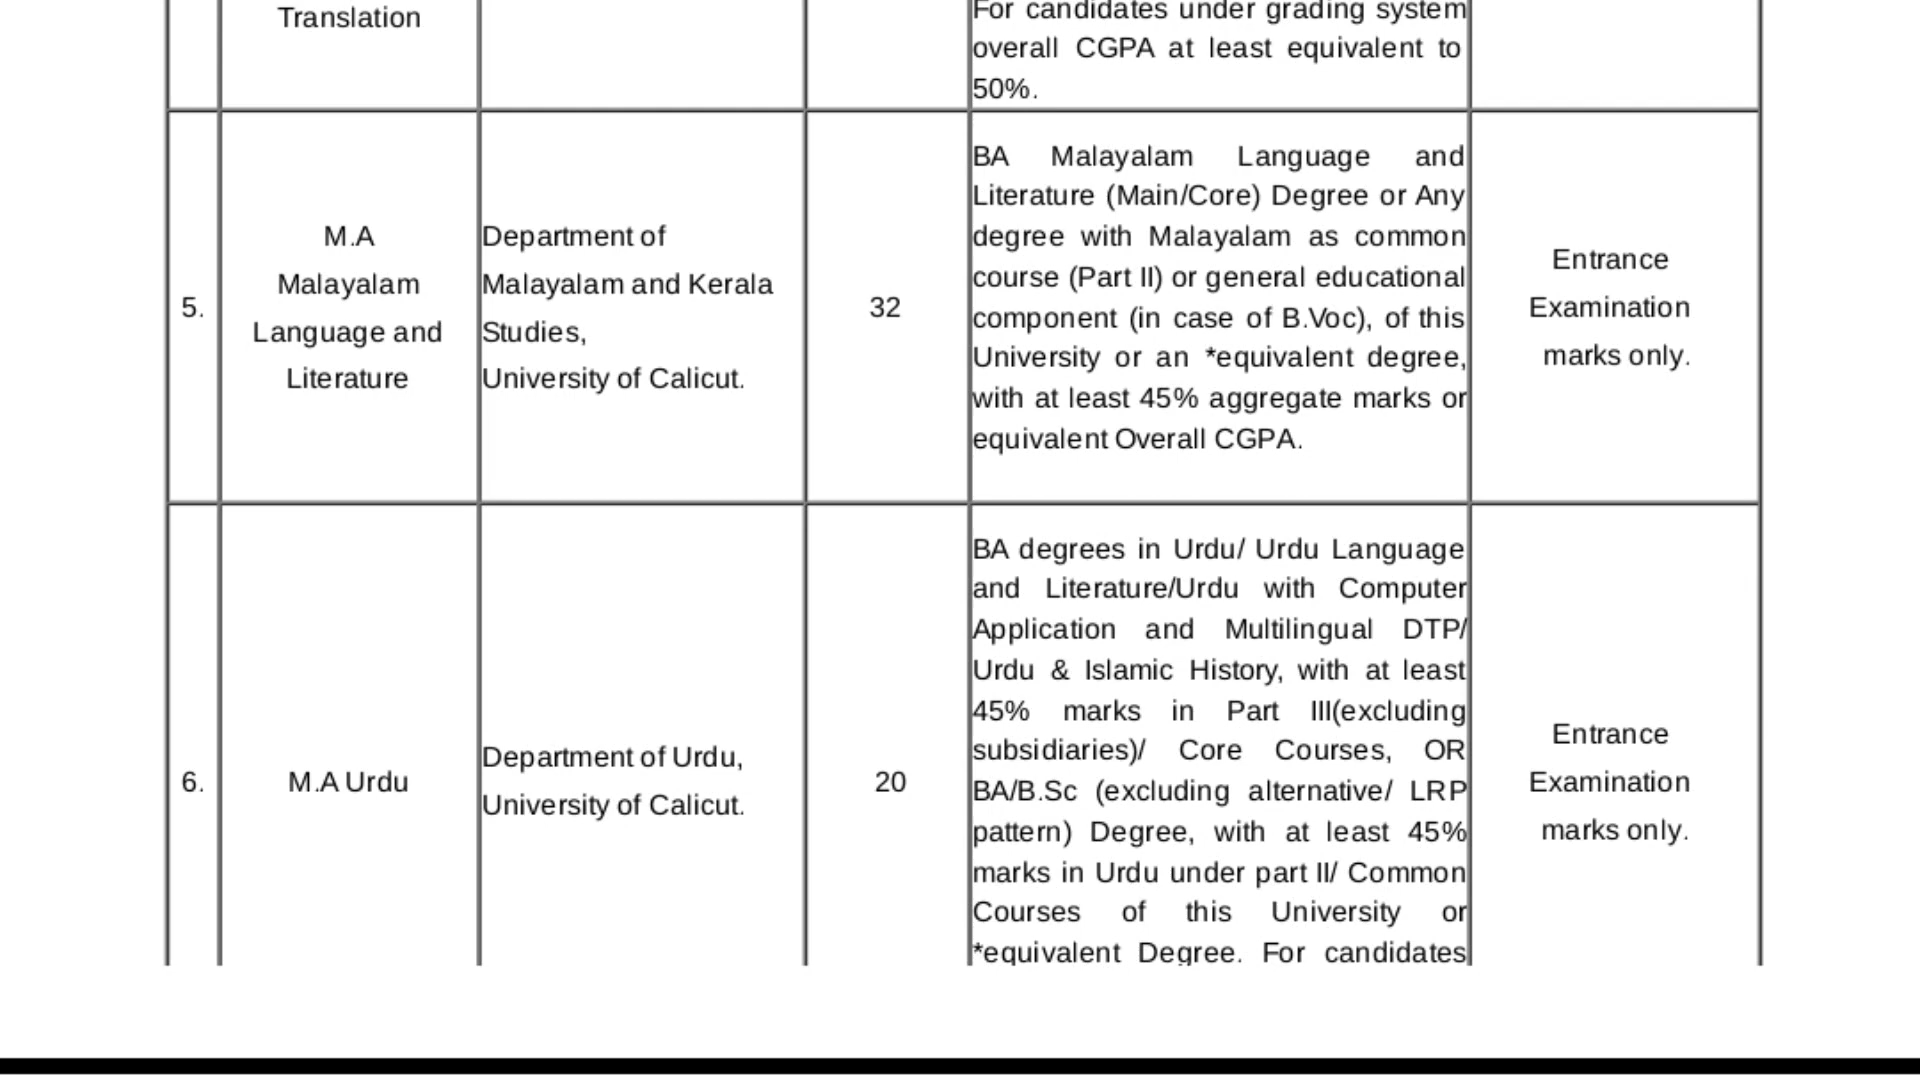 Translation
For candidates under grading system
overall CGPA at least equivalent to
50%.
5.
M.A
Malayalam
Language and
Literature
Department of
Malayalam and Kerala
Studies,
University of Calicut.
32
BA Malayalam Language and
Literature (Main/Core) Degree or Any
degree with Malayalam as common
course (Part II) or general educational
component (in case of B.Voc), of this
University or an *equivalent degree,
with at least 45% aggregate marks or
equivalent Overall CGPA.
Entrance
Examination
marks only.
6.
M.A Urdu
Department of Urdu,
University of Calicut.
20
BA degrees in Urdu/ Urdu Language
and Literature/Urdu with Computer
Application and Multilingual DTP/
Urdu & Islamic History, with at least
45% marks in Part III(excluding
subsidiaries)/ Core Courses, OR
BA/B.Sc (excluding alternative/ LRP
pattern) Degree, with at least 45%
marks in Urdu under part II/ Common
Courses of this University or
*equivalent Degree. For candidates
Entrance
Examination
marks only.